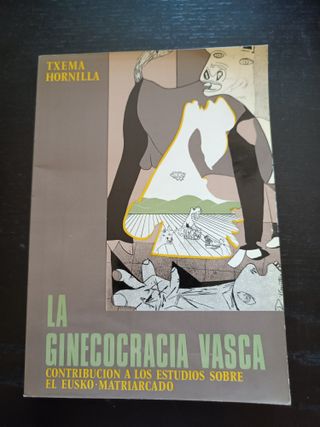 TXEMA
HORNILLA
LA
GINECOCRACIA VASCA
CONTRIBUCION A LOS ESTUDIOS SOBRE
EL EUSKO-MATRIARCADO